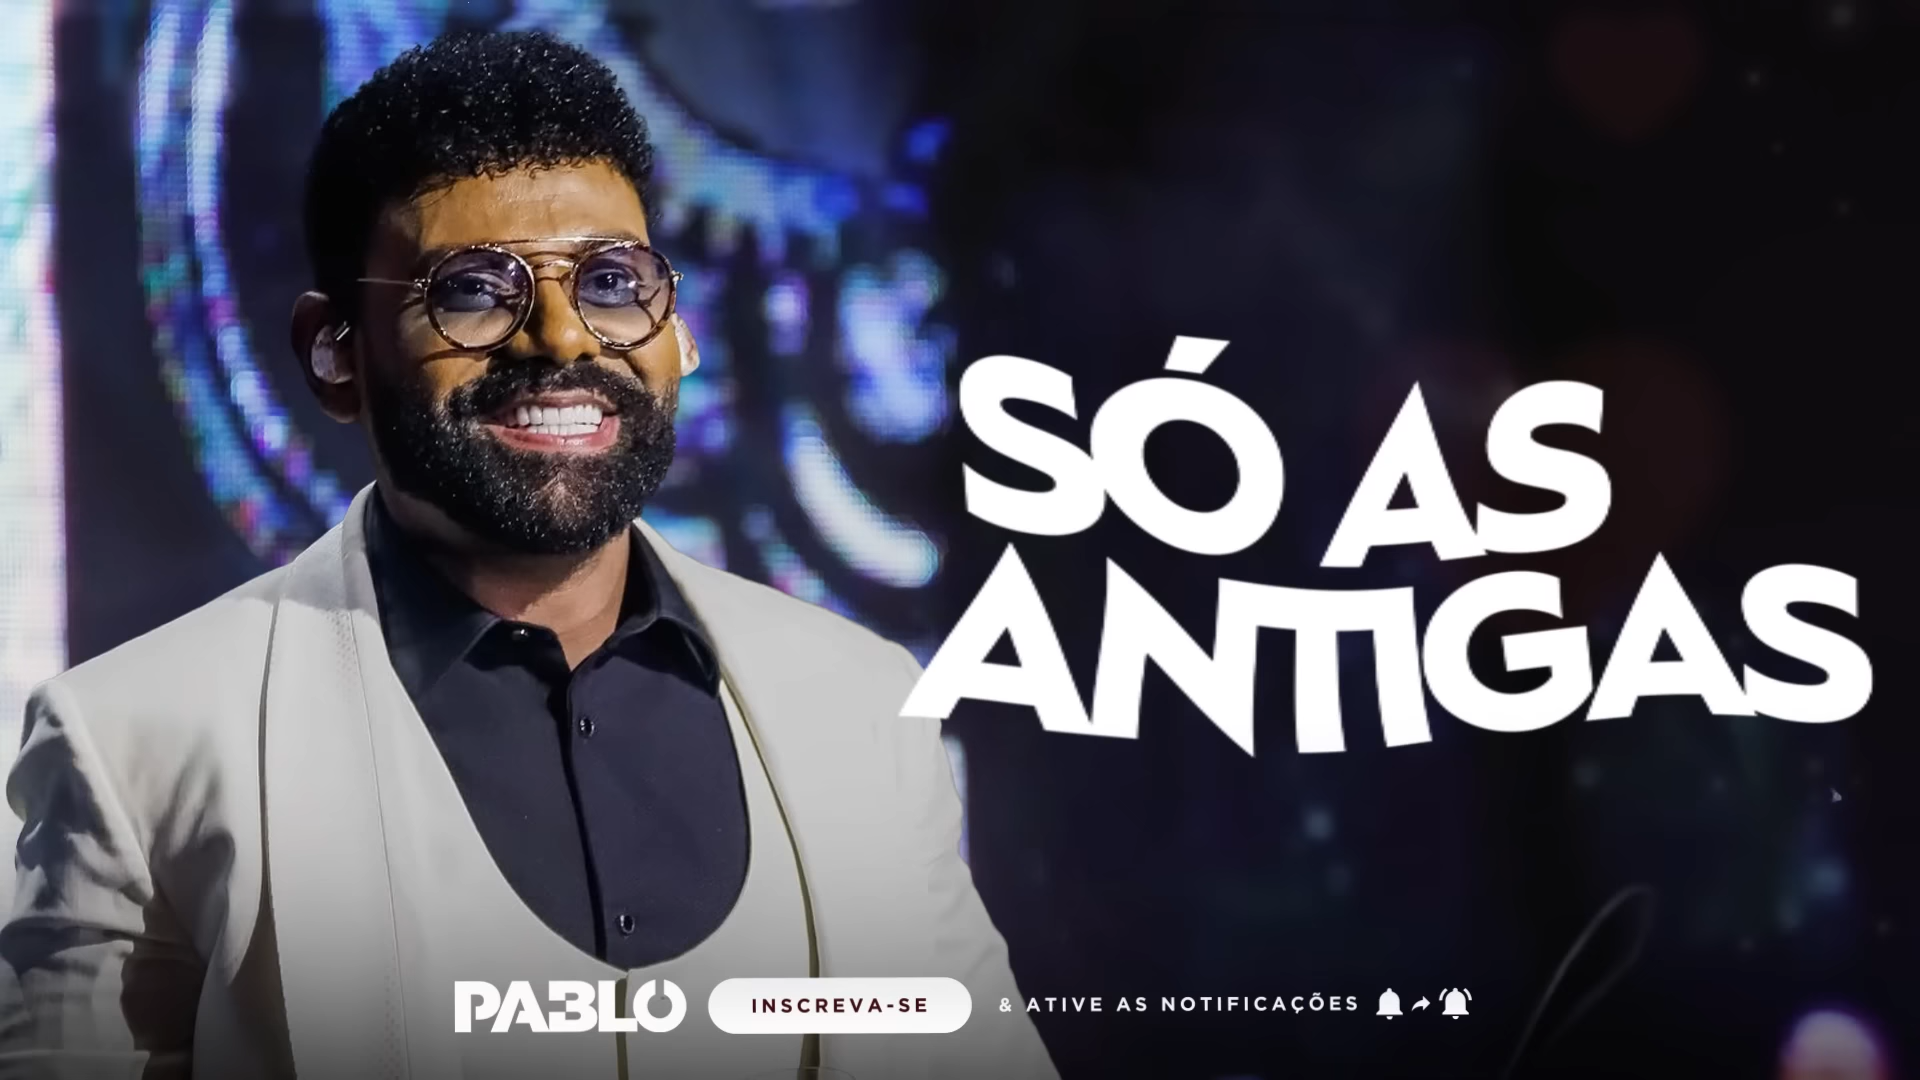 SÓ AS
ANTIGAS
PABLO INSCREVA-SE & ATIVE AS NOTIFICAÇÕES